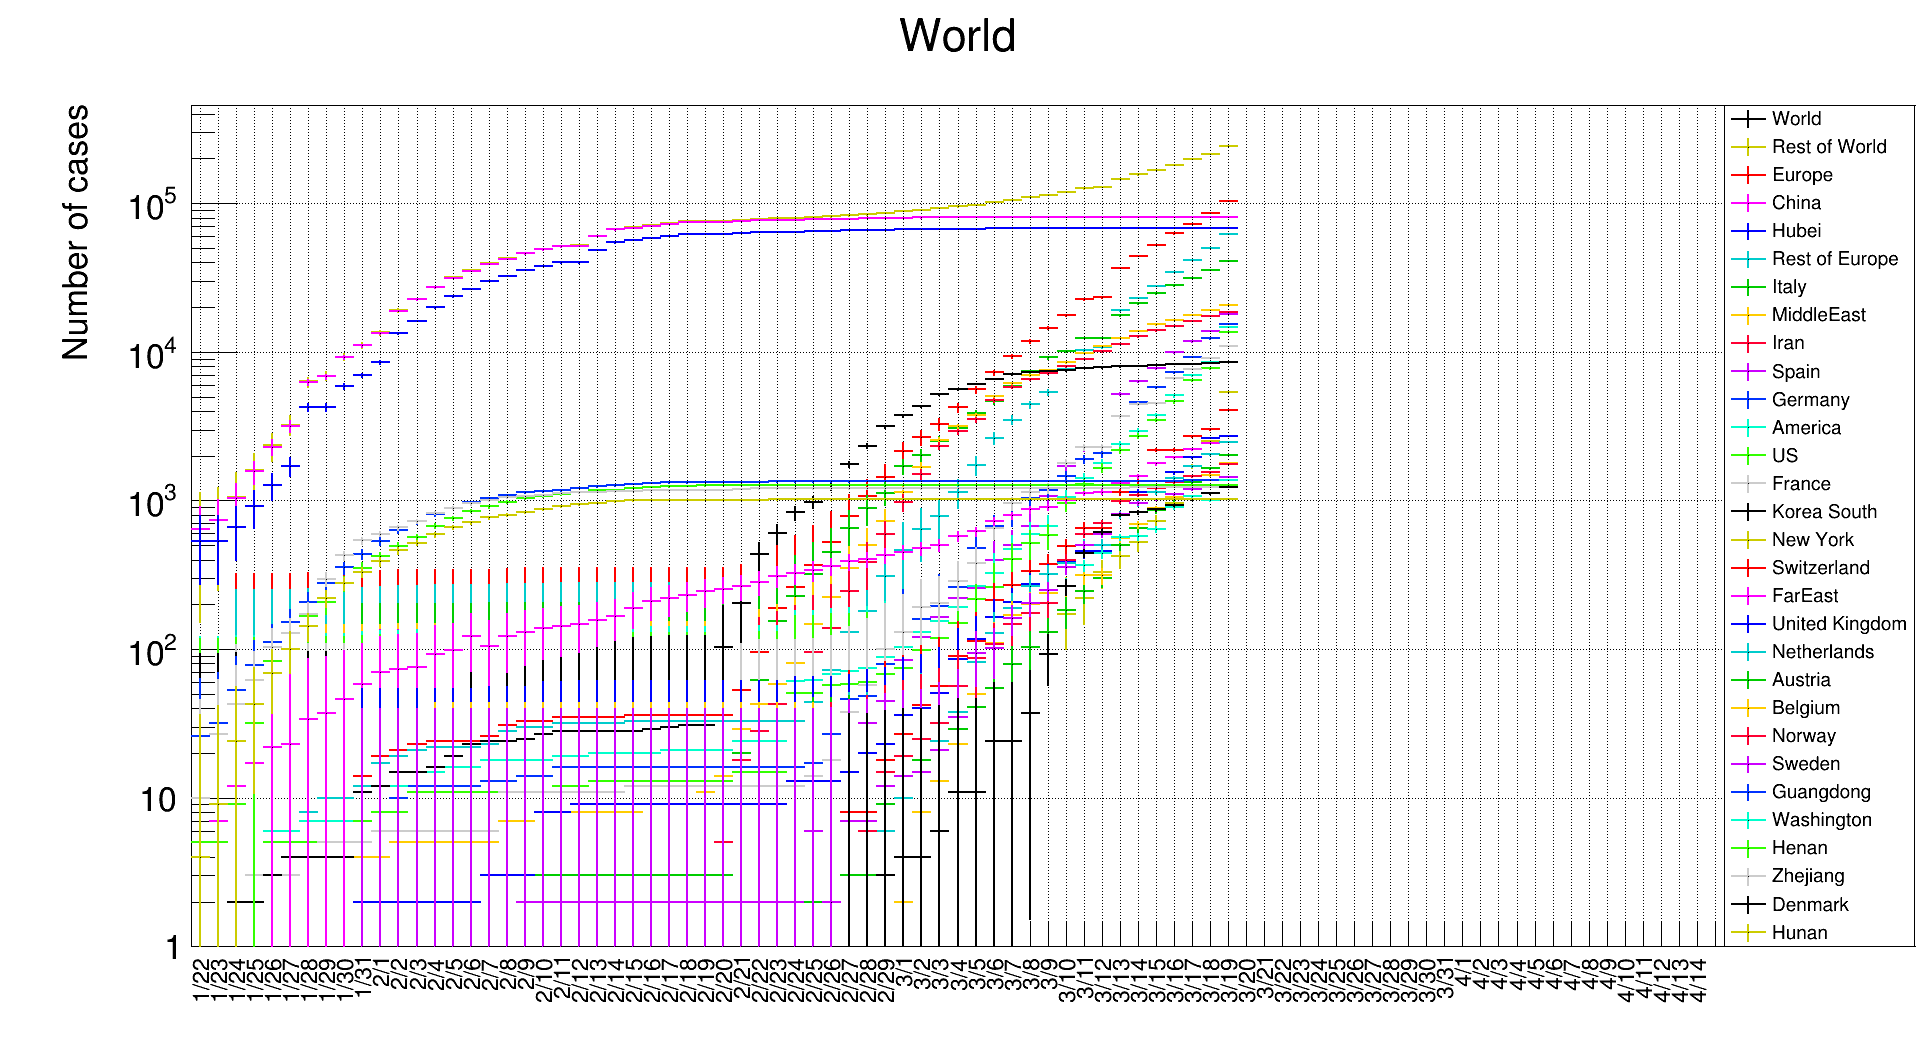 World
Number of cases
10^5
10^4
10^3
10^2
10
1
1/22
1/23
1/24
1/25
1/26
1/27
1/28
1/29
1/30
1/31
2/1
2/2
2/3
2/4
2/5
2/6
2/7
2/8
2/9
2/10
2/11
2/12
2/13
2/14
2/15
2/16
2/17
2/18
2/19
2/20
2/21
2/22
2/23
2/24
2/25
2/26
2/27
2/28
2/29
3/1
3/2
3/3
3/4
3/5
3/6
3/7
3/8
3/9
3/10
3/11
3/12
3/13
3/14
3/15
3/16
3/17
3/18
3/19
3/20
3/21
3/22
3/23
3/24
3/25
3/26
3/27
3/28
3/29
3/30
3/31
4/1
4/2
4/3
4/4
4/5
4/6
4/7
4/8
4/9
4/10
4/11
4/12
4/13
4/14
World
Rest of World
Europe
China
Hubei
Rest of Europe
Italy
MiddleEast
Iran
Spain
Germany
America
US
France
Korea South
New York
Switzerland
FarEast
United Kingdom
Netherlands
Austria
Belgium
Norway
Sweden
Guangdong
Washington
Henan
Zhejiang
Denmark
Hunan